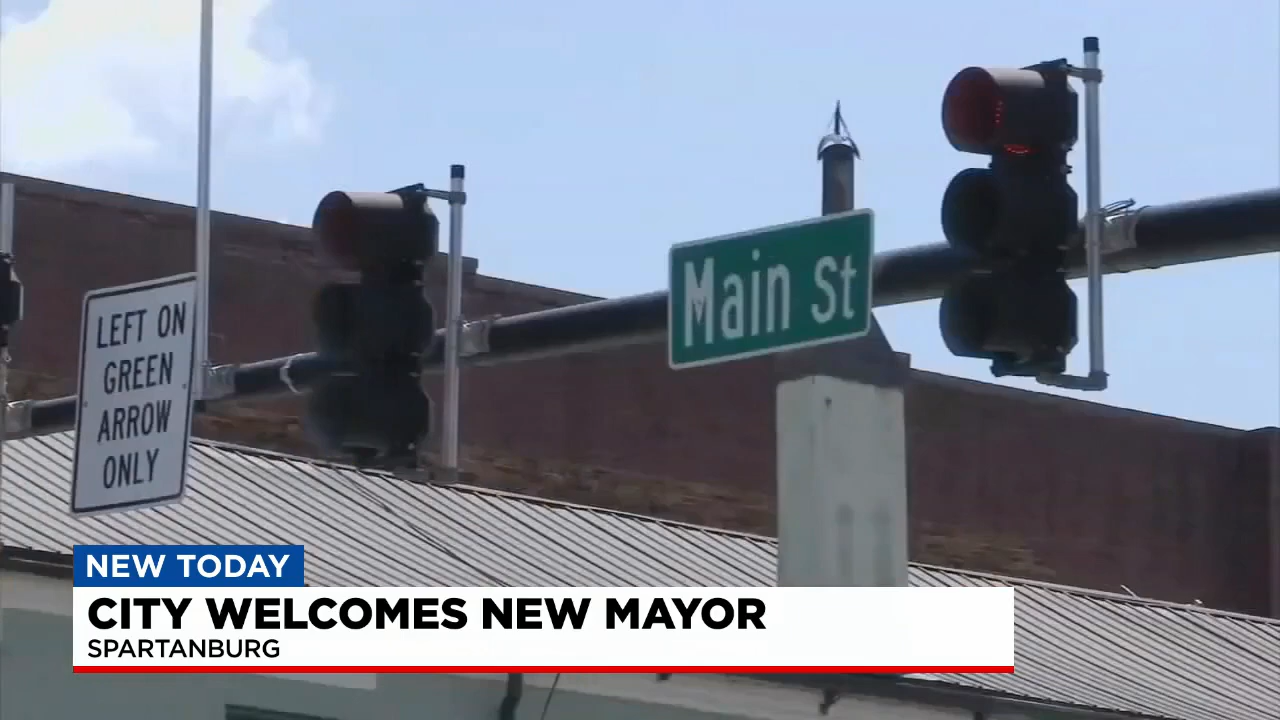 LEFT ON
GREEN
ARROW
ONLY
Main St
NEW TODAY
CITY WELCOMES NEW MAYOR
SPARTANBURG